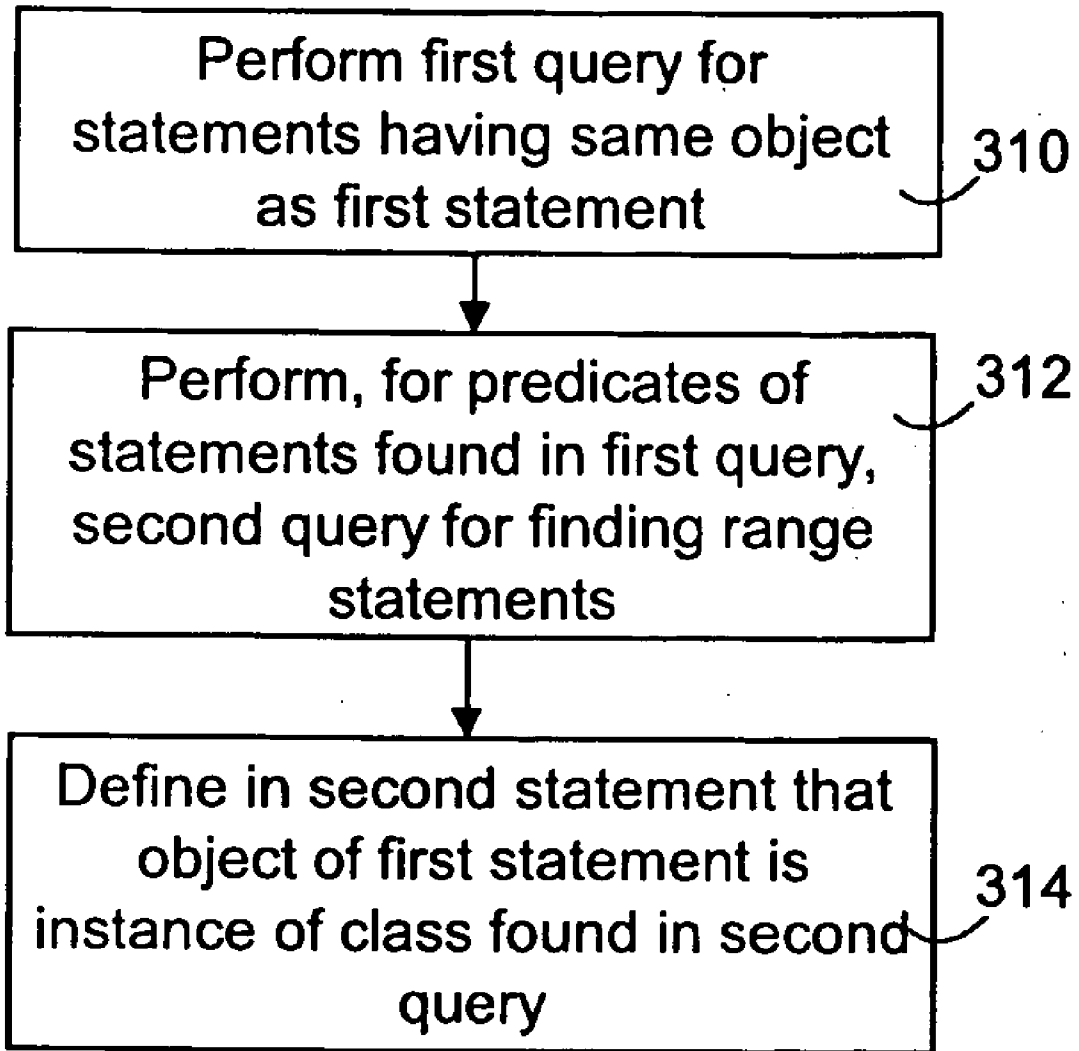 Perform first query for
statements having same object
as first statement
310
Perform, for predicates of
statements found in first query,
second query for finding range
statements
312
Define in second statement that
object of first statement is
instance of class found in second
query
314